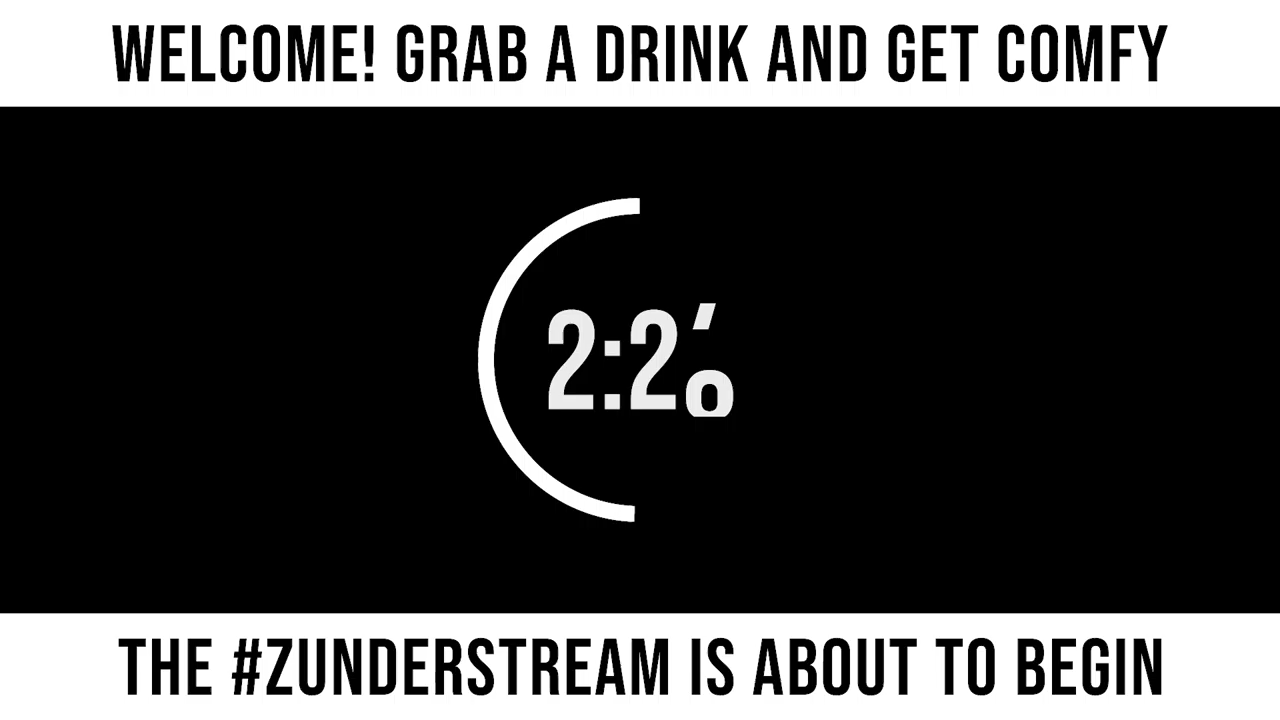 WELCOME! GRAB A DRINK AND GET COMFY
2:2
THE #ZUNDERSTREAM IS ABOUT TO BEGIN